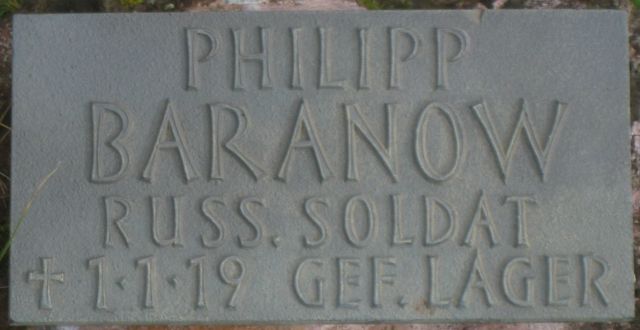 PHILIPP
BARANOW
RUSS. SOLDAT
✝ 1·1·19 GEF. LAGER